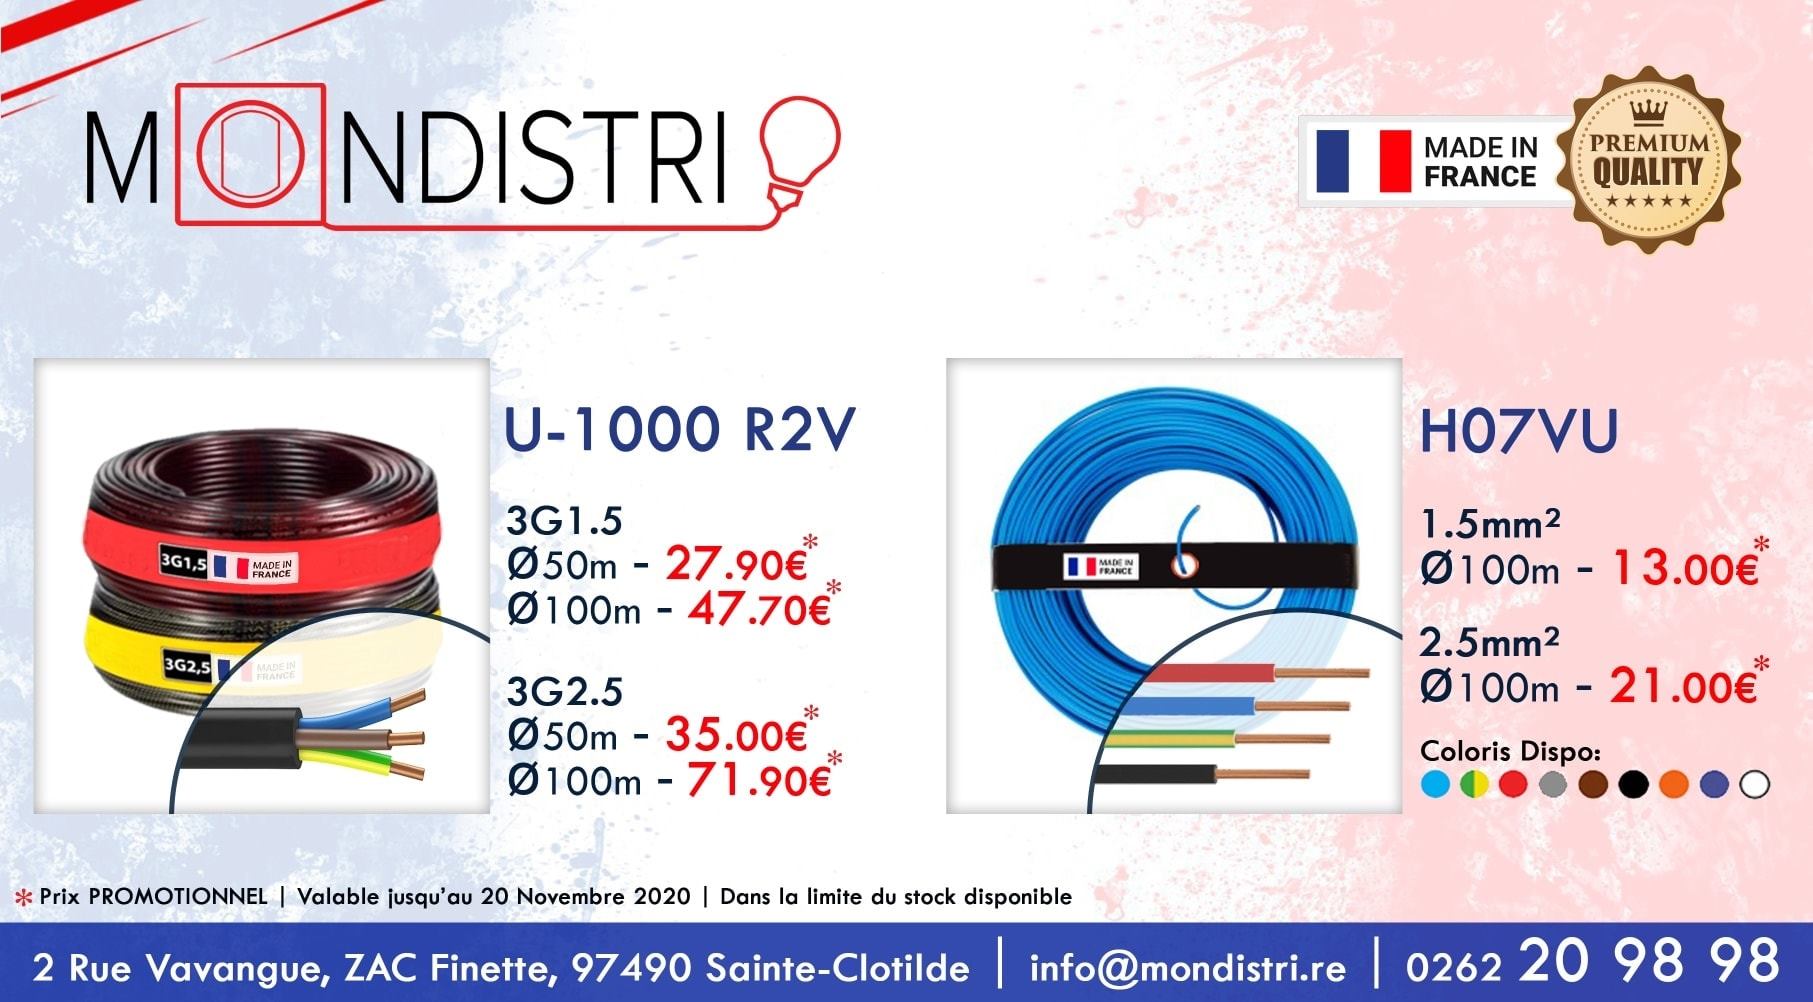 MONDISTRI
MADE IN
FRANCE
PREMIUM
QUALITY
3G1,5
MADE IN
FRANCE
3G2,5
MADE IN
FRANCE
U-1000 R2V
3G1.5
Ø50m - 27.90€*
Ø100m - 47.70€*
3G2.5
Ø50m - 35.00€*
Ø100m - 71.90€*
MADE IN
FRANCE
H07VU
1.5mm²
Ø100m - 13.00€*
2.5mm²
Ø100m - 21.00€*
Coloris Dispo:
* Prix PROMOTIONNEL | Valable jusqu'au 20 Novembre 2020 | Dans la limite du stock disponible
2 Rue Vavangue, ZAC Finette, 97490 Sainte-Clotilde | info@mondistri.re | 0262 20 98 98